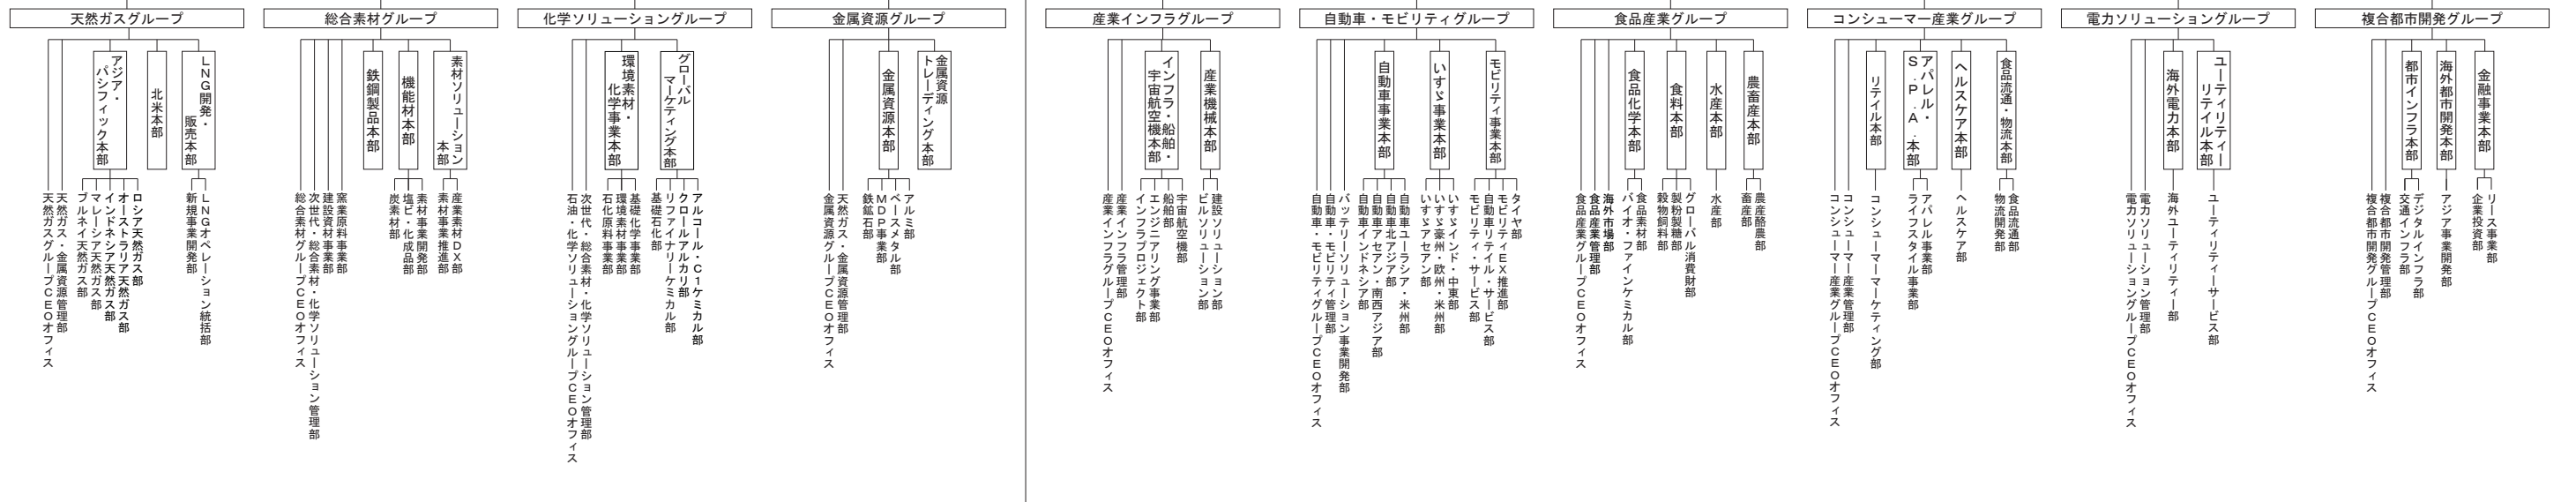 天然ガスグループ
天然ガスグループCEOオフィス
天然ガス・金属資源管理部
アジア・
パシフィック本部
ブルネイ天然ガス部
マレーシア天然ガス部
インドネシア天然ガス部
オーストラリア天然ガス部
ロシア天然ガス部
北米本部
LNG開発・
販売本部
新規事業開発部
LNGオペレーション統括部
総合素材グループ
総合素材グループCEOオフィス
次世代・総合素材・化学ソリューション管理部
建設資材事業部
窯業原料事業部
鉄鋼製品本部
機能材本部
炭素材部
塩ビ・化成品部
素材事業開発部
素材ソリューション
本部
素材事業推進部
産業素材DX部
化学ソリューショングループ
石油・化学ソリューショングループCEOオフィス
次世代・総合素材・化学ソリューション管理部
環境素材・
化学事業本部
石化原料事業部
環境素材事業部
基礎化学事業部
グローバル
マーケティング本部
基礎石化部
リファイナリーケミカル部
クロールアルカリ部
アルコール・C1ケミカル部
金属資源グループ
金属資源グループCEOオフィス
天然ガス・金属資源管理部
金属資源本部
鉄鉱石部
MDP事業部
ベースメタル部
アルミ部
金属資源
トレーディング本部
産業インフラグループ
産業インフラグループCEOオフィス
産業インフラ管理部
インフラ・船舶・
宇宙航空機本部
インフラプロジェクト部
エンジニアリング事業部
船舶部
宇宙航空機部
産業機械本部
ビルソリューション部
建設ソリューション部
自動車・モビリティグループ
自動車・モビリティグループCEOオフィス
自動車・モビリティ管理部
バッテリーソリューション事業開発部
自動車事業本部
自動車インドネシア部
自動車アセアン・南西アジア部
自動車北アジア部
自動車ユーラシア・米州部
いすゞ事業本部
いすゞアセアン部
いすゞ豪州・欧州・米州部
いすゞインド・中東部
モビリティ事業本部
モビリティ・サービス部
自動車リテイル・サービス部
モビリティEX推進部
タイヤ部
食品産業グループ
食品産業グループCEOオフィス
食品産業管理部
海外市場部
食品化学本部
バイオ・ファインケミカル部
食品素材部
食料本部
穀物飼料部
製粉製糖部
グローバル消費財部
水産本部
水産部
農畜産本部
畜産部
農産酪農部
コンシューマー産業グループ
コンシューマー産業グループCEOオフィス
コンシューマー産業管理部
リテイル本部
コンシューマーマーケティング部
アパレル・
S.P.A.本部
ライフスタイル事業部
アパレル事業部
ヘルスケア本部
ヘルスケア部
食品流通・物流本部
物流開発部
食品流通部
電力ソリューショングループ
電力ソリューショングループCEOオフィス
電力ソリューション管理部
海外電力本部
海外ユーティリティー部
ユーティリティー
リテイル本部
ユーティリティーサービス部
複合都市開発グループ
複合都市開発グループCEOオフィス
複合都市開発管理部
都市インフラ本部
交通インフラ部
デジタルインフラ部
海外都市開発本部
アジア事業開発部
金融事業本部
企業投資部
リース事業部